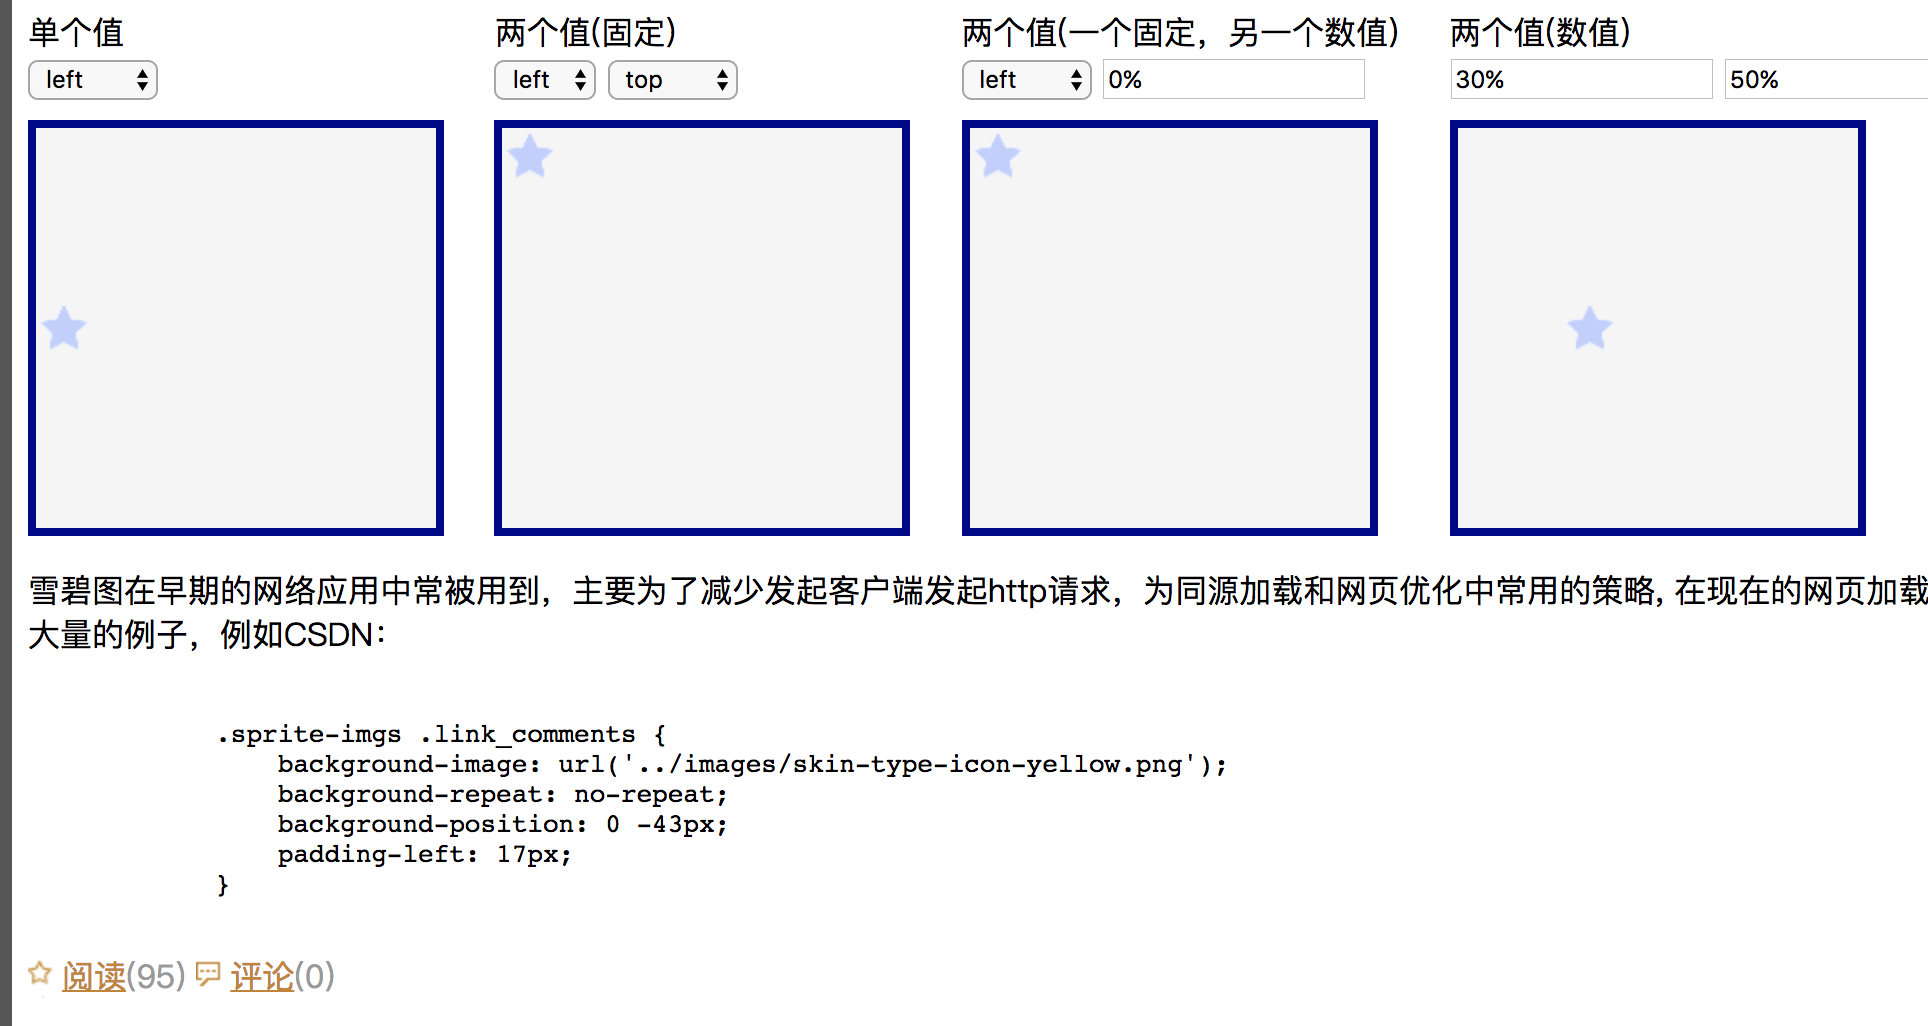 单个值 两个值(固定) 两个值(一个固定，另一个数值) 两个值(数值)
left left top left 0% 30% 50%
雪碧图在早期的网络应用中常被用到，主要为了减少发起客户端发起http请求，为同源加载和网页优化中常用的策略, 在现在的网页加载
大量的例子，例如CSDN：
.sprite-imgs .link_comments {
    background-image: url('../images/skin-type-icon-yellow.png');
    background-repeat: no-repeat;
    background-position: 0 -43px;
    padding-left: 17px;
}
阅读(95) 评论(0)